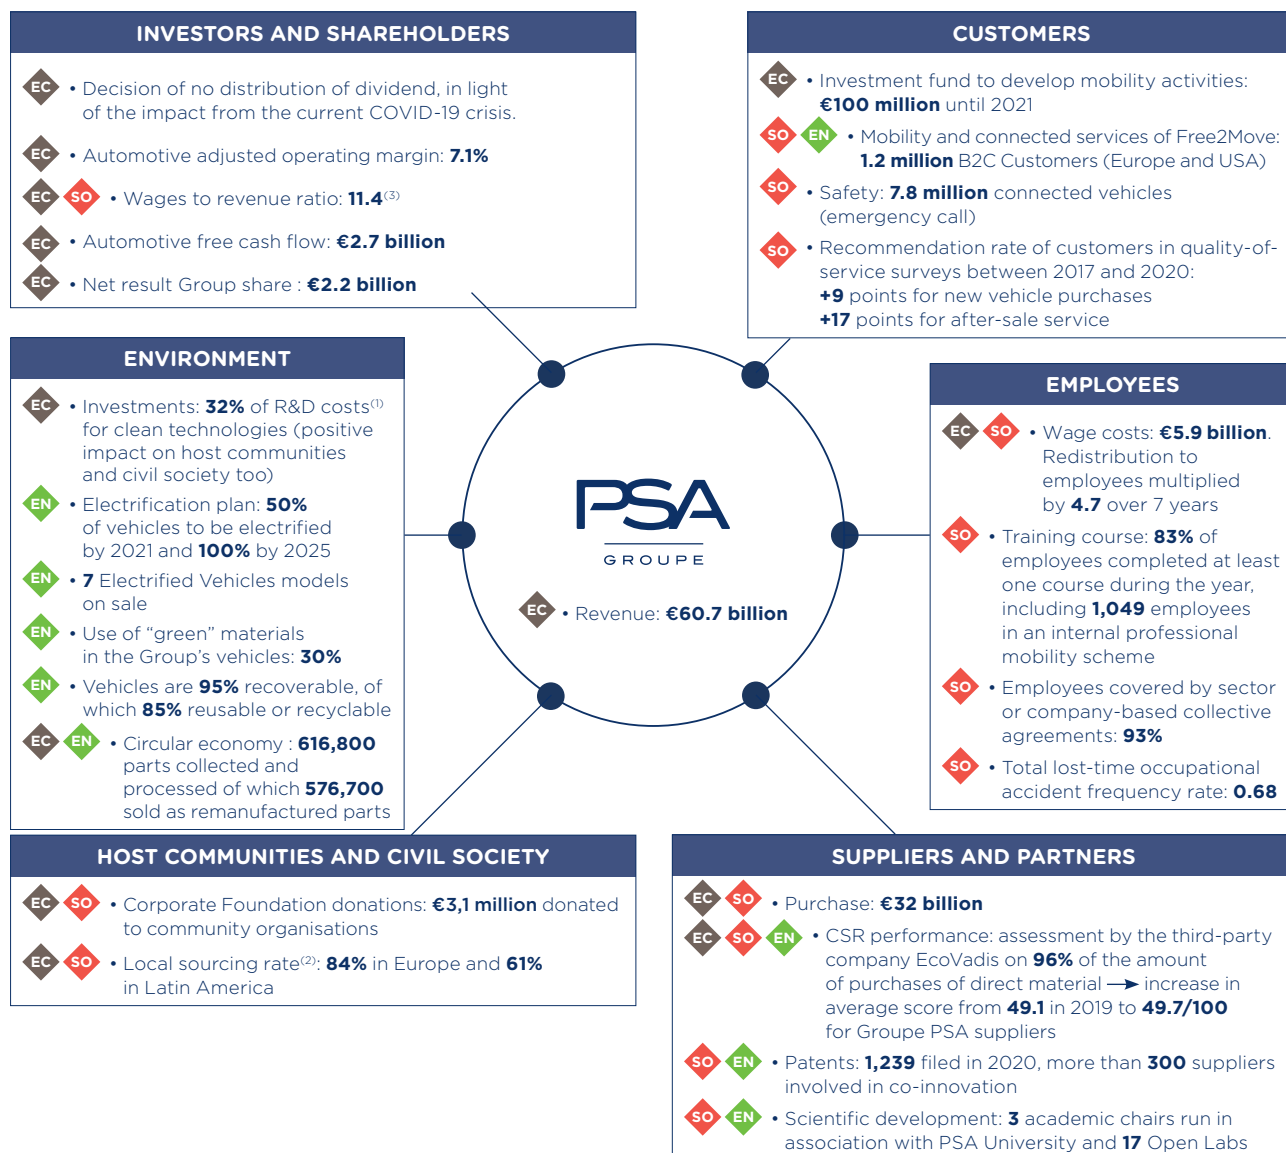 INVESTORS AND SHAREHOLDERS
EC • Decision of no distribution of dividend, in light
of the impact from the current COVID-19 crisis.
EC • Automotive adjusted operating margin: 7.1%
EC SO • Wages to revenue ratio: 11.4(3)
EC • Automotive free cash flow: €2.7 billion
EC • Net result Group share : €2.2 billion
CUSTOMERS
EC • Investment fund to develop mobility activities:
€100 million until 2021
SO EN • Mobility and connected services of Free2Move:
1.2 million B2C Customers (Europe and USA)
SO • Safety: 7.8 million connected vehicles
(emergency call)
SO • Recommendation rate of customers in quality-of-
service surveys between 2017 and 2020:
+9 points for new vehicle purchases
+17 points for after-sale service
ENVIRONMENT
EC • Investments: 32% of R&D costs(1)
for clean technologies (positive
impact on host communities
and civil society too)
EN • Electrification plan: 50%
of vehicles to be electrified
by 2021 and 100% by 2025
EN • 7 Electrified Vehicles models
on sale
EN • Use of “green” materials
in the Group’s vehicles: 30%
EN • Vehicles are 95% recoverable, of
which 85% reusable or recyclable
EC EN • Circular economy : 616,800
parts collected and
processed of which 576,700
sold as remanufactured parts
PSA
GROUPE
EC • Revenue: €60.7 billion
EMPLOYEES
EC SO • Wage costs: €5.9 billion.
Redistribution to
employees multiplied
by 4.7 over 7 years
SO • Training course: 83% of
employees completed at least
one course during the year,
including 1,049 employees
in an internal professional
mobility scheme
SO • Employees covered by sector
or company-based collective
agreements: 93%
SO • Total lost-time occupational
accident frequency rate: 0.68
HOST COMMUNITIES AND CIVIL SOCIETY
EC SO • Corporate Foundation donations: €3,1 million donated
to community organisations
EC SO • Local sourcing rate(2): 84% in Europe and 61%
in Latin America
SUPPLIERS AND PARTNERS
EC SO • Purchase: €32 billion
EC SO EN • CSR performance: assessment by the third-party
company EcoVadis on 96% of the amount
of purchases of direct material → increase in
average score from 49.1 in 2019 to 49.7/100
for Groupe PSA suppliers
SO EN • Patents: 1,239 filed in 2020, more than 300 suppliers
involved in co-innovation
SO EN • Scientific development: 3 academic chairs run in
association with PSA University and 17 Open Labs